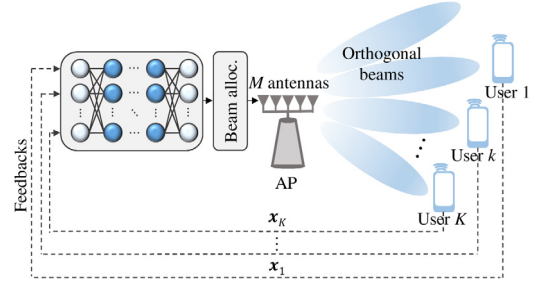 Orthogonal
beams
M antennas
Beam alloc.
AP
User 1
User k
User K
Feedbacks
x_K
x_1